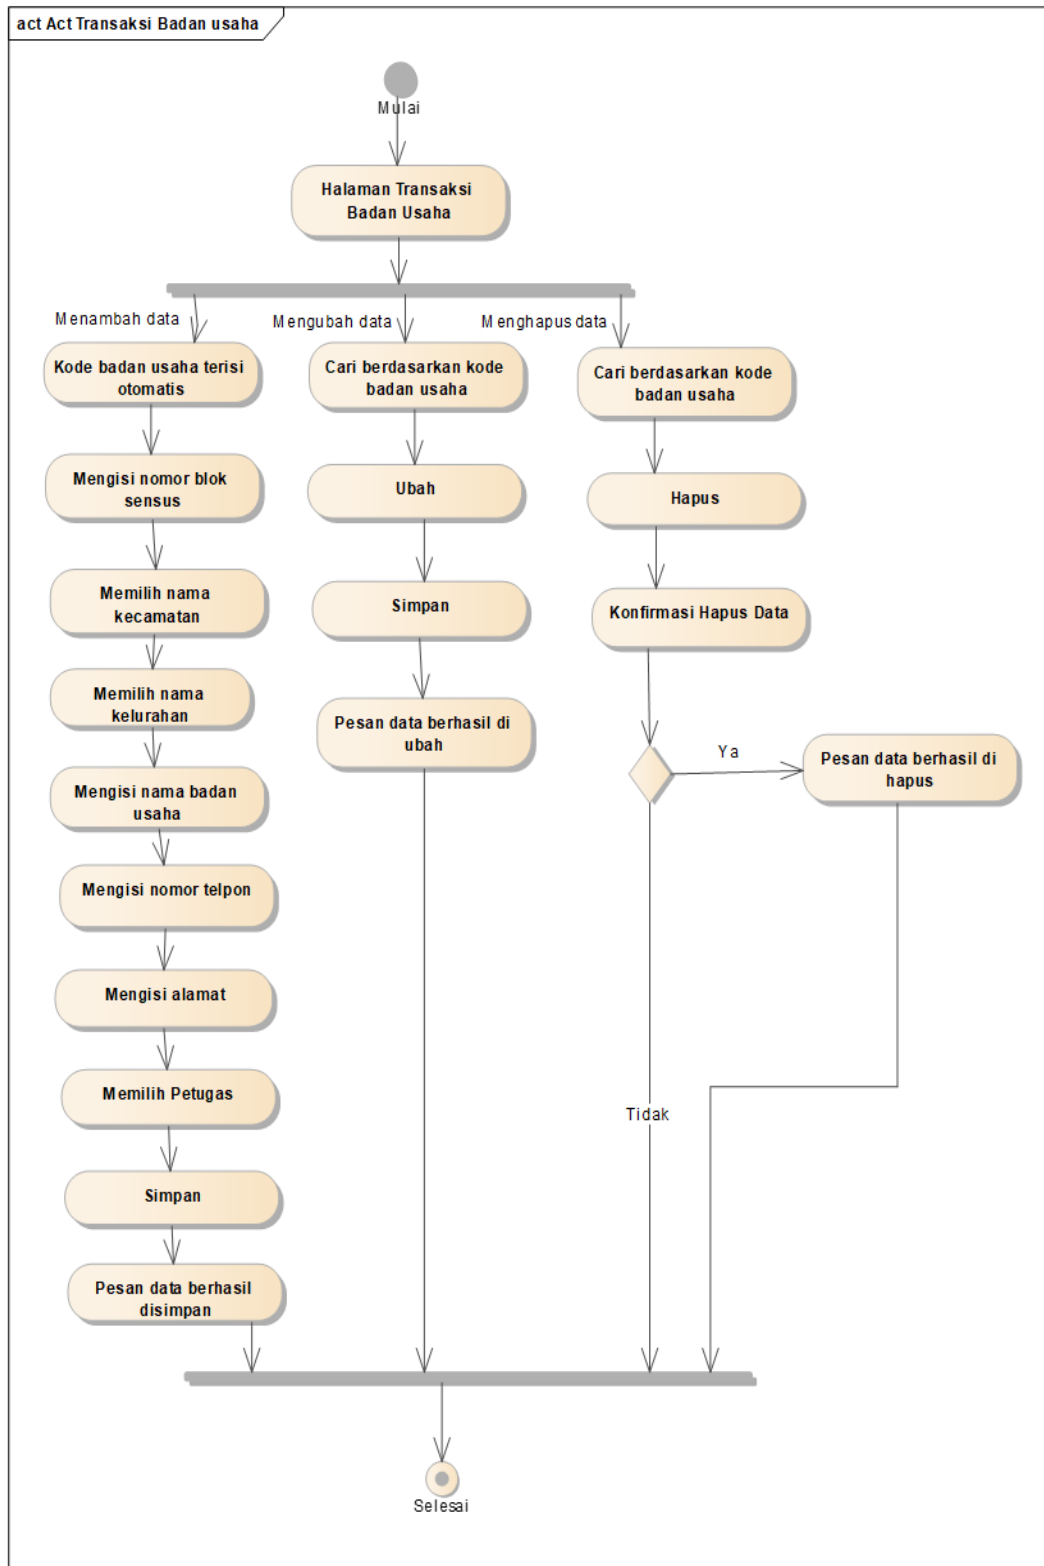 act Act Transaksi Badan usaha
Mulai
Halaman Transaksi
Badan Usaha
Menambah data
Mengubah data
Menghapus data
Kode badan usaha terisi
otomatis
Mengisi nomor blok
sensus
Memilih nama
kecamatan
Memilih nama
kelurahan
Mengisi nama badan
usaha
Mengisi nomor telpon
Mengisi alamat
Memilih Petugas
Simpan
Pesan data berhasil
disimpan
Cari berdasarkan kode
badan usaha
Ubah
Simpan
Pesan data berhasil di
ubah
Cari berdasarkan kode
badan usaha
Hapus
Konfirmasi Hapus Data
Ya
Pesan data berhasil di
hapus
Tidak
Selesai